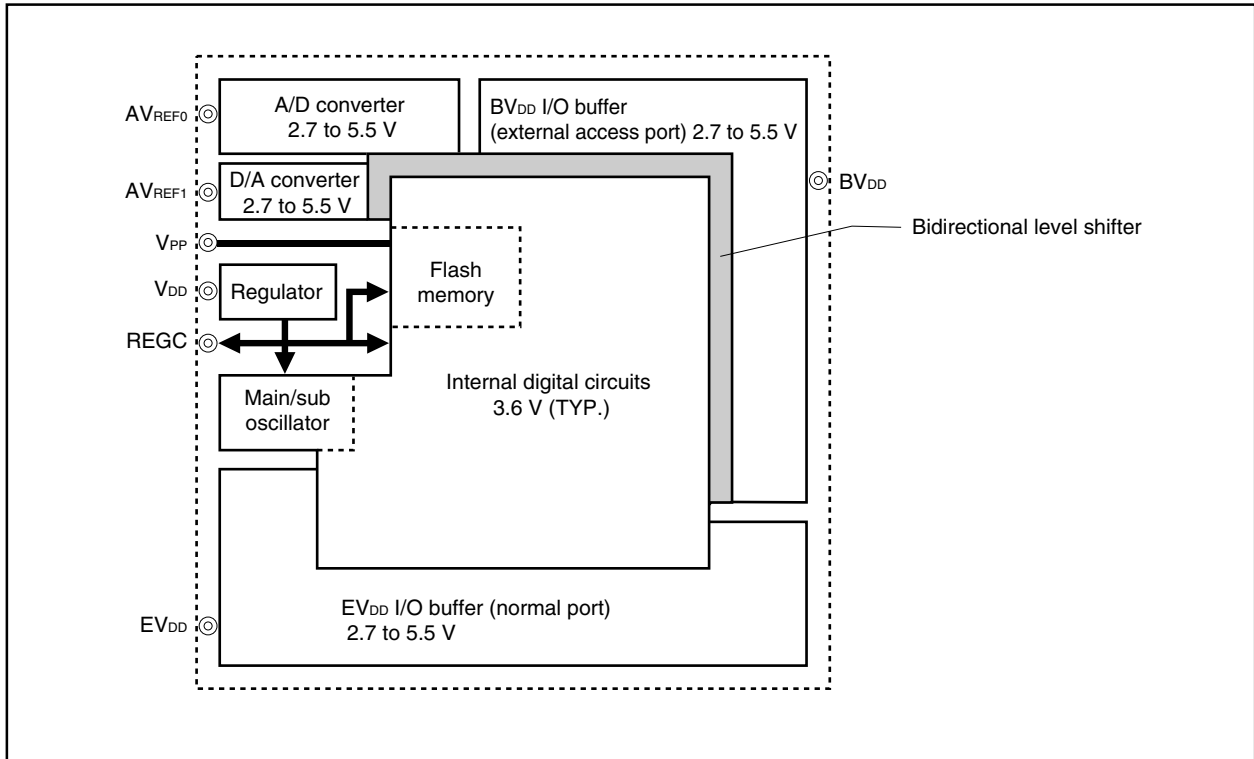 A/D converter
2.7 to 5.5 V
BVDD I/O buffer
(external access port) 2.7 to 5.5 V
AVREF0
D/A converter
2.7 to 5.5 V
AVREF1
BVDD
Bidirectional level shifter
VPP
Flash
memory
VDD
Regulator
REGC
Internal digital circuits
3.6 V (TYP.)
Main/sub
oscillator
EVDD I/O buffer (normal port)
2.7 to 5.5 V
EVDD